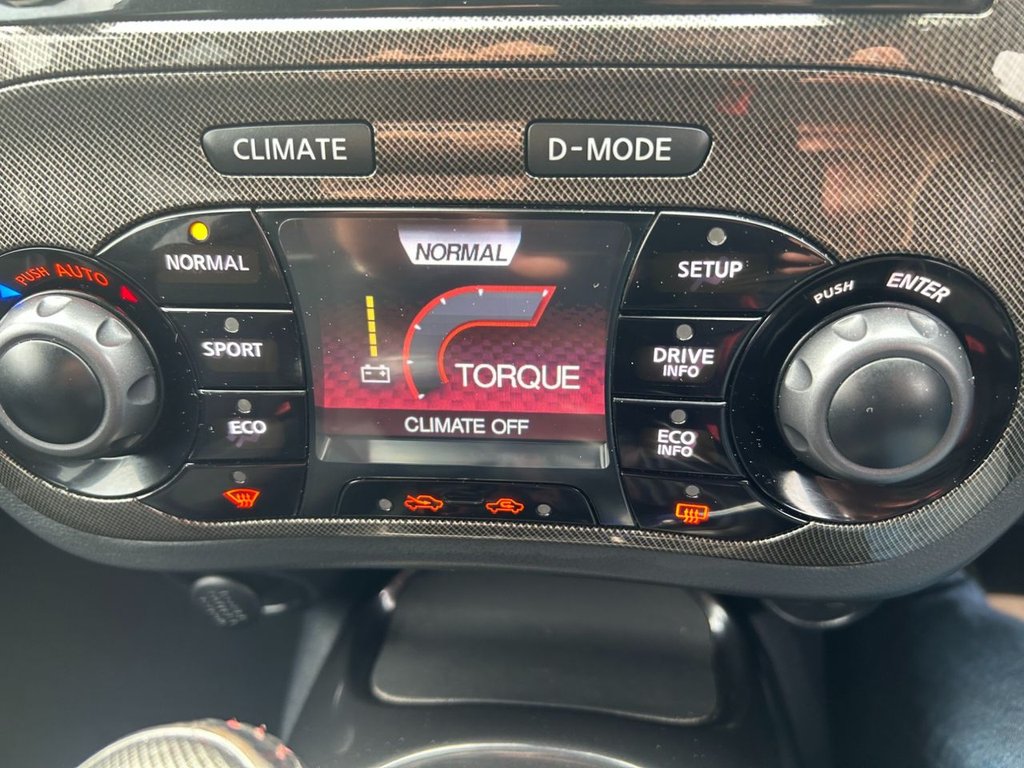 CLIMATE
D-MODE
NORMAL
NORMAL
SETUP
PUSH AUTO
PUSH ENTER
SPORT
DRIVE
INFO
TORQUE
ECO
CLIMATE OFF
ECO
INFO